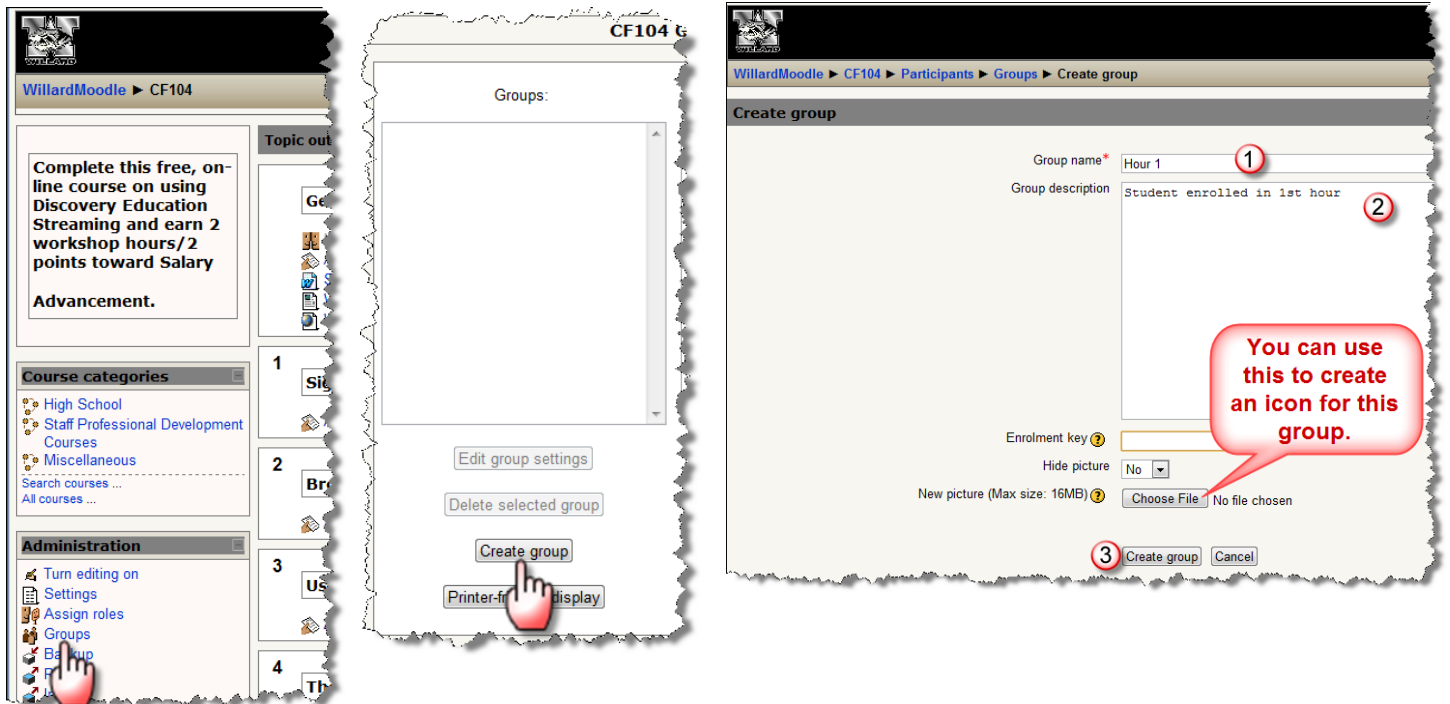 WILLARD
WillardMoodle ► CF104
Complete this free, on-
line course on using
Discovery Education
Streaming and earn 2
workshop hours/2
points toward Salary
Advancement.
Course categories
High School
Staff Professional Development
Courses
Miscellaneous
Search courses ...
All courses ...
Administration
Turn editing on
Settings
Assign roles
Groups
Topic
1
2
3
4
CF104
Groups:
Edit group settings
Delete selected group
Create group
display
WILLARD
WillardMoodle ► CF104 ► Participants ► Groups ► Create group
Create group
Group name* Hour 1 1
Group description Student enrolled in 1st hour 2
You can use
this to create
an icon for this
group.
Enrolment key
Hide picture No
New picture (Max size: 16MB) Choose File No file chosen
3 Create group Cancel